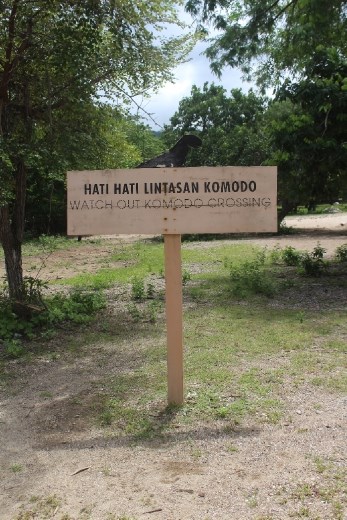 HATI HATI LINTASAN KOMODO
WATCH OUT KOMODO CROSSING